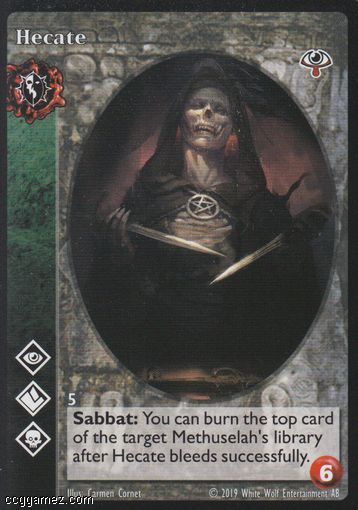 Hecate
5
Sabbat: You can burn the top card
of the target Methuselah's library
after Hecate bleeds successfully.
6
Illus: Carmen Cornet
© 2019 White Wolf Entertainment AB
ccgyamez.com